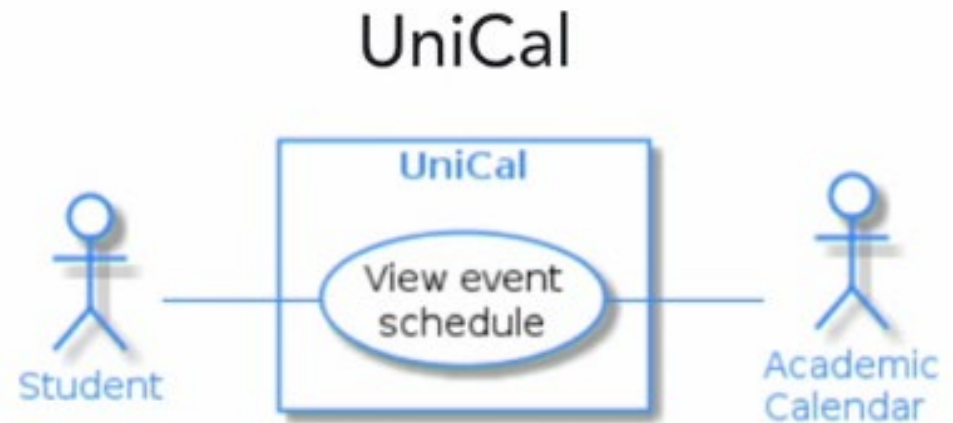 UniCal
UniCal
View event
schedule
Student
Academic
Calendar